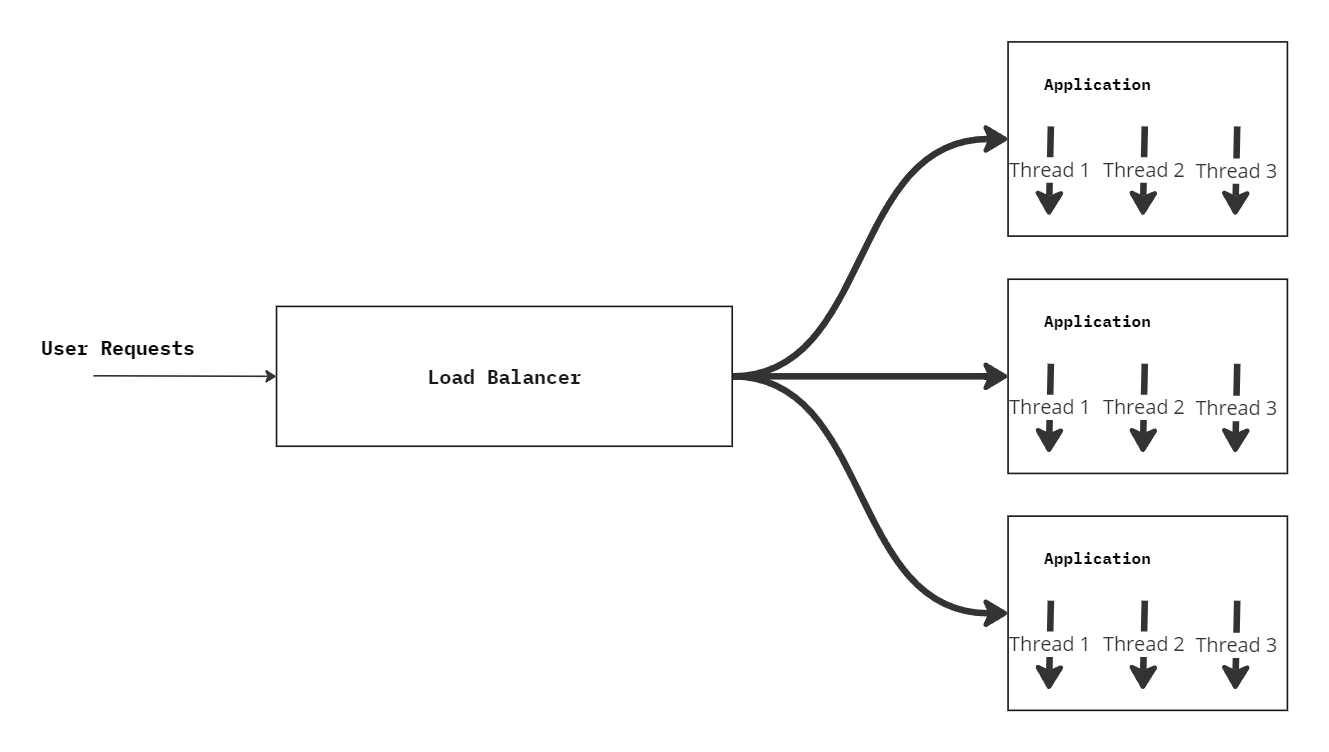 User Requests
Load Balancer
Application
Thread 1 Thread 2 Thread 3
Application
Thread 1 Thread 2 Thread 3
Application
Thread 1 Thread 2 Thread 3